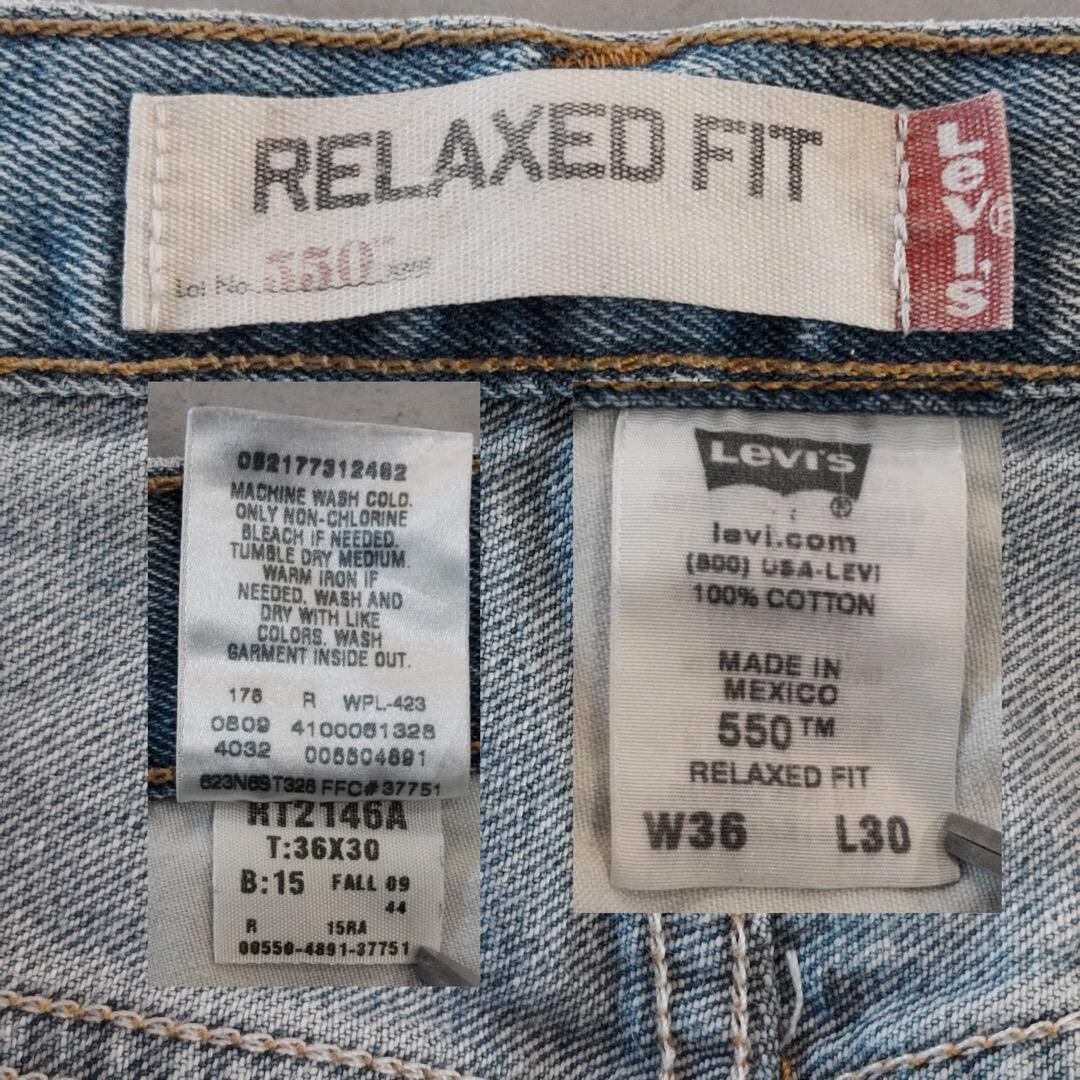 RELAXED FIT
Levi's ®
Lot No. 550™
052177312462
MACHINE WASH COLD.
ONLY NON-CHLORINE
BLEACH IF NEEDED.
TUMBLE DRY MEDIUM.
WARM IRON IF
NEEDED. WASH AND
DRY WITH LIKE
COLORS. WASH
GARMENT INSIDE OUT.
176 R WPL-423
0809 4100061328
4032 005504891
623N6ST328 FFC#37751
RT2146A
T:36X30
B:15 FALL 09
44
R 15RA
00550-4891-37751
Levi's
®
levi.com
(800) USA-LEVI
100% COTTON
MADE IN
MEXICO
550™
RELAXED FIT
W36 L30